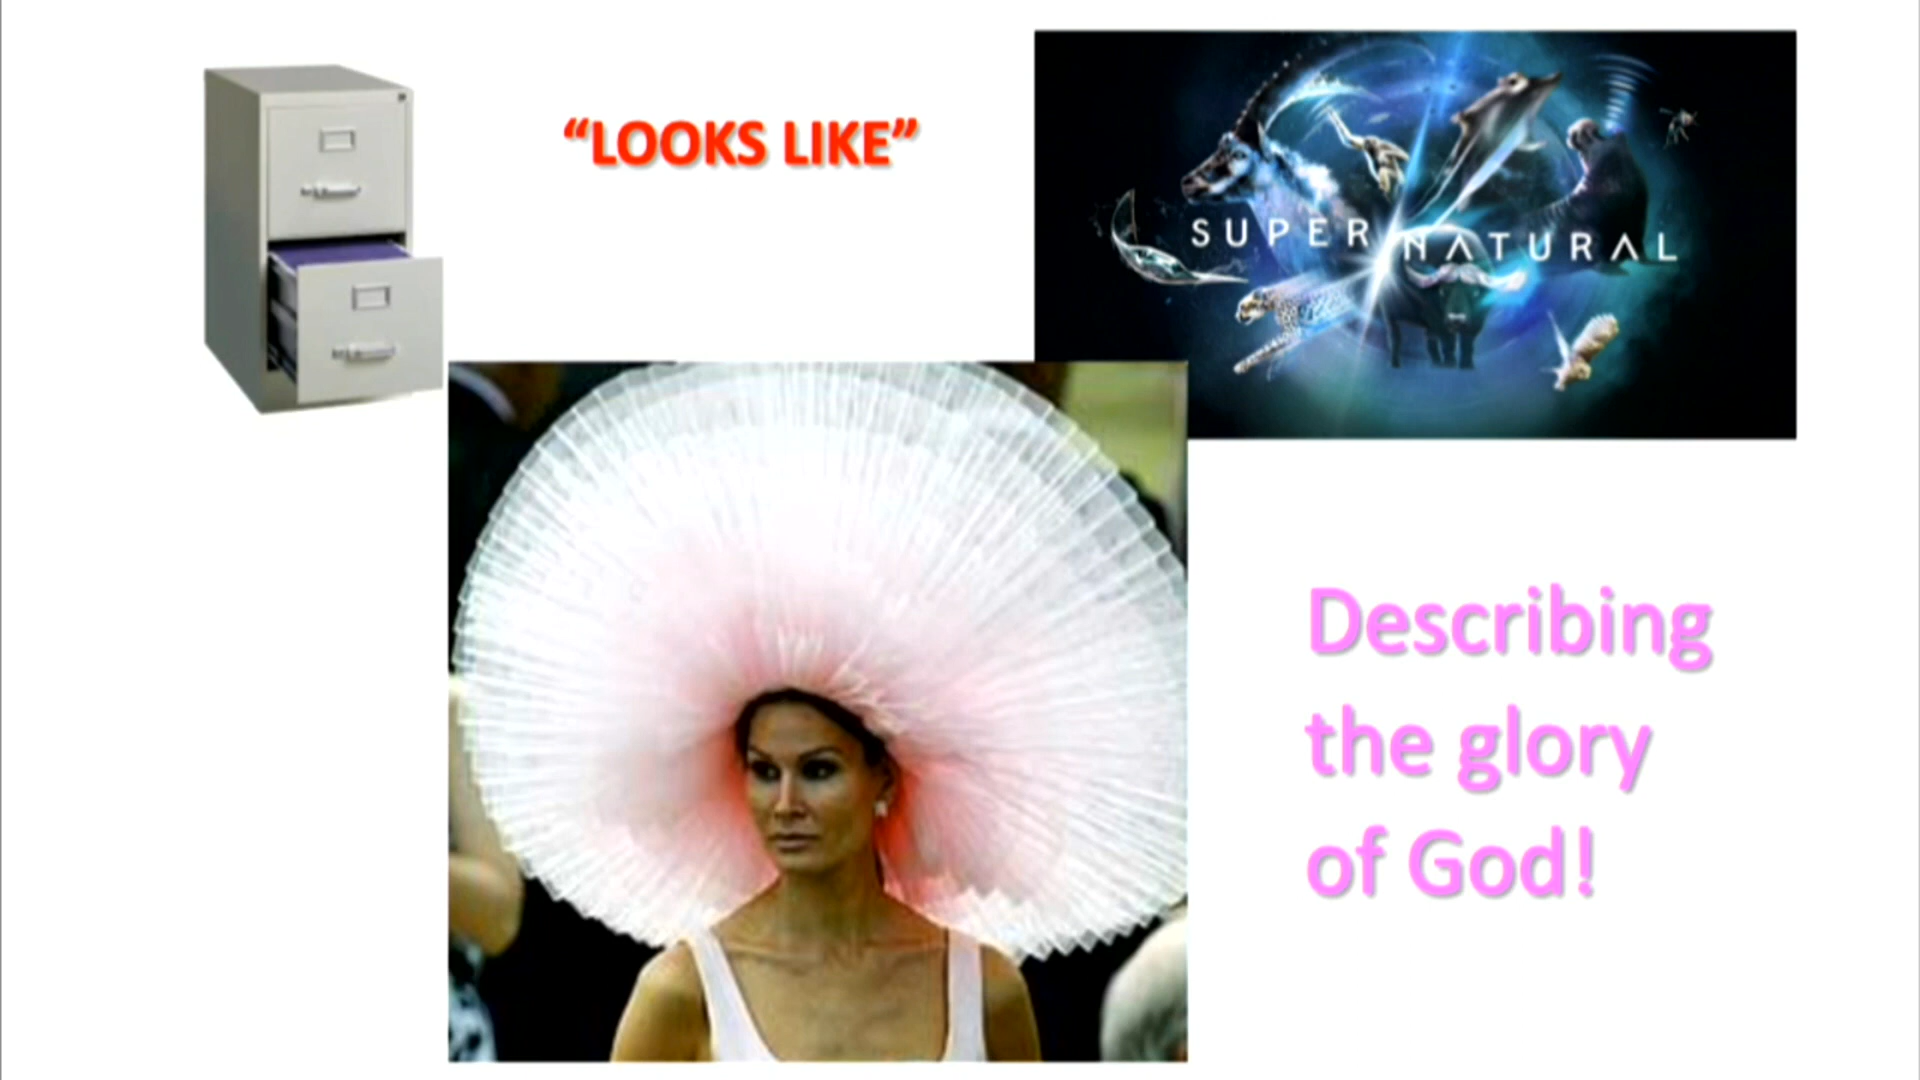 “LOOKS LIKE”
SUPER NATURAL
Describing
the glory
of God!